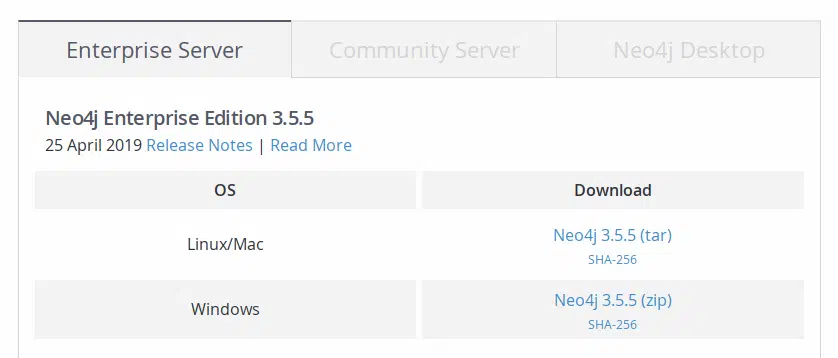 Enterprise Server Community Server Neo4j Desktop
Neo4j Enterprise Edition 3.5.5
25 April 2019 Release Notes | Read More
OS Download
Linux/Mac Neo4j 3.5.5 (tar)
SHA-256
Windows Neo4j 3.5.5 (zip)
SHA-256